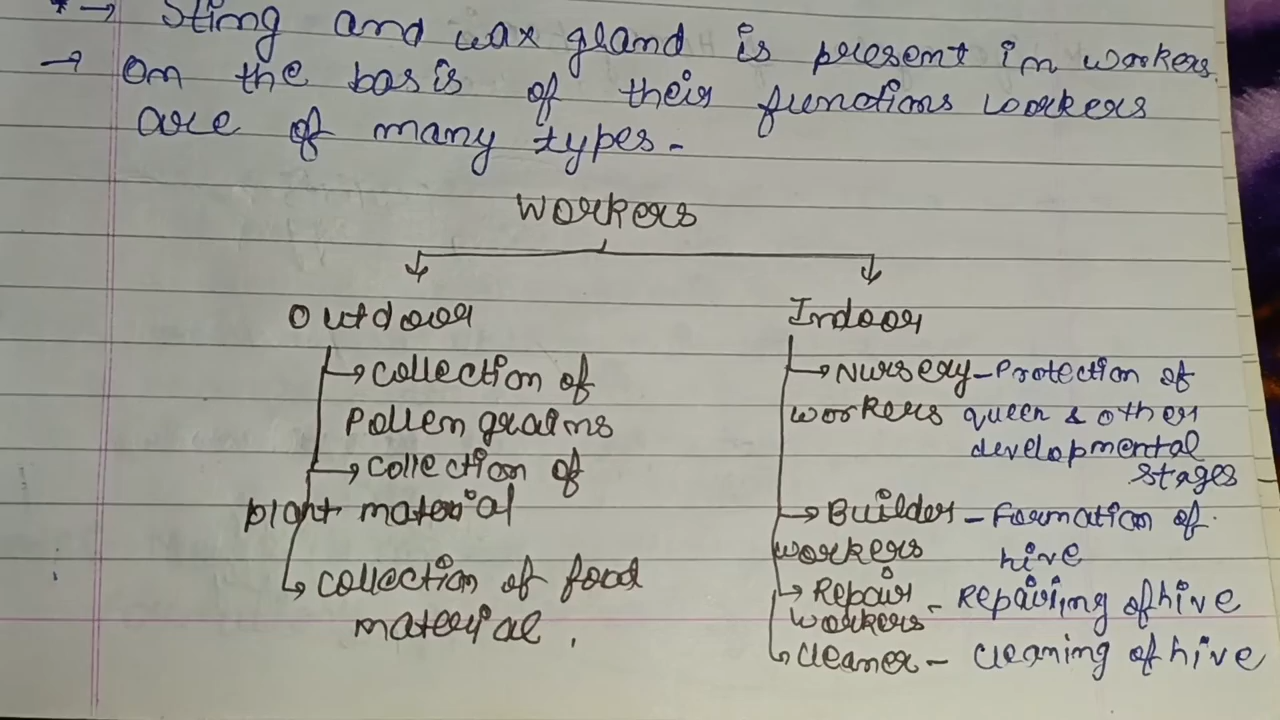 * → Sting and wax gland is present in workers.
→ On the basis of their functions workers
are of many types -
Workers
Outdoor
→ collection of
Pollen grains
→ collection of
plant material
→ collection of food
material.
Indoor
→ Nursery - Protection of
workers queen & other
developmental
stages
→ Builder - Formation of
workers hive
→ Repair - Repairing of hive
workers
→ cleaner - cleaning of hive